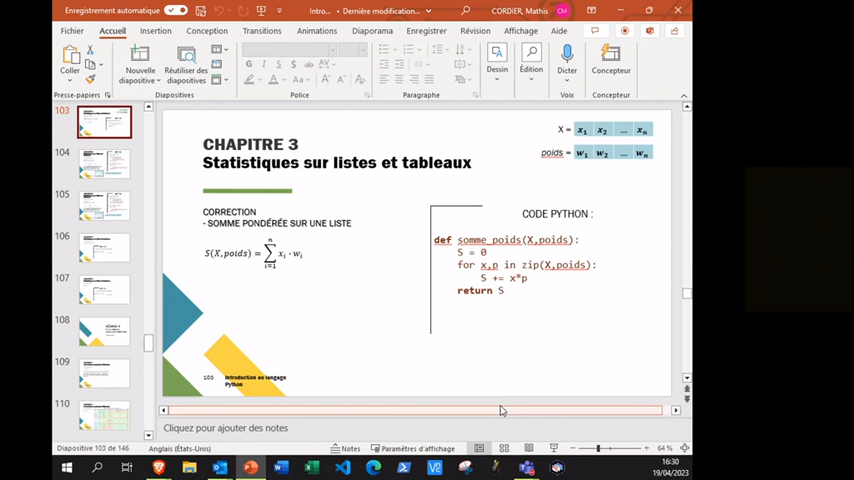 Enregistrement automatique
Intro... • Dernière modification...
CORDIER, Mathis CM
Fichier Accueil Insertion Conception Transitions Animations Diaporama Enregistrer Révision Affichage Aide
Coller
Nouvelle diapositive
Réutiliser des diapositives
G I S
Aa
Dessin
Édition
Dicter
Concepteur
Presse-papiers
Diapositives
Police
Paragraphe
Voix
Concepteur
103
104
105
106
107
108
109
110
CHAPITRE 3
Statistiques sur listes et tableaux
X = x₁ x₂ ... xₙ
poids = w₁ w₂ ... wₙ
CORRECTION
- SOMME PONDÉRÉE SUR UNE LISTE
S(X,poids) = ∑ⁿᵢ₌₁ xᵢ · wᵢ
CODE PYTHON :
def somme_poids(X,poids):
S = 0
for x,p in zip(X,poids):
S += x*p
return S
103 Introduction au langage
Python
Cliquez pour ajouter des notes
Diapositive 103 de 146
Anglais (États-Unis)
Notes
Paramètres d'affichage
64 %
16:30
19/04/2023